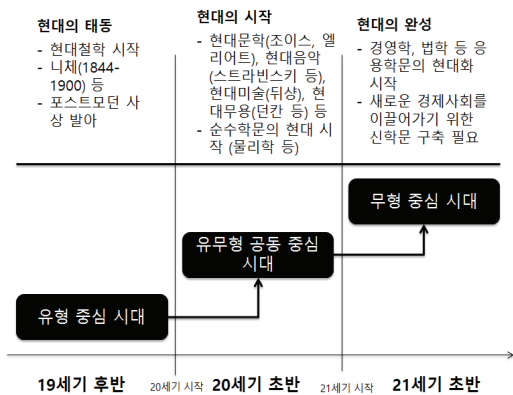 현대의 태동
- 현대철학 시작
- 니체(1844-
1900) 등
- 포스트모던 사
상 발아
현대의 시작
- 현대문학(조이스, 엘
리어트), 현대음악
(스트라빈스키 등),
현대미술(뒤샹), 현
대무용(던칸 등) 등
- 순수학문의 현대 시
작 (물리학 등)
현대의 완성
- 경영학, 법학 등 응
용학문의 현대화
시작
- 새로운 경제사회를
이끌어가기 위한
신학문 구축 필요
무형 중심 시대
유무형 공동 중심
시대
유형 중심 시대
19세기 후반
20세기 시작
20세기 초반
21세기 시작
21세기 초반